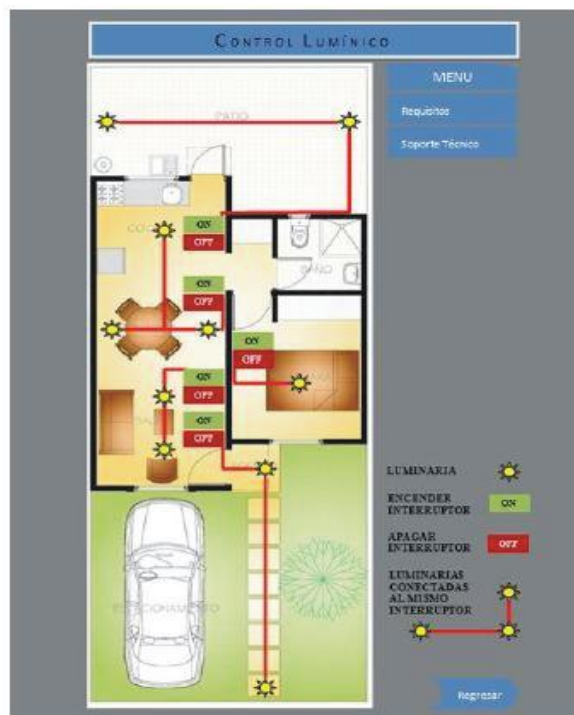 CONTROL LUMÍNICO
MENU
Requisitos
Soporte Técnico
PATIO
ON
OFF
BAÑO
ON
OFF
ON
OFF
ON
OFF
ON
OFF
ESTACIONAMIENTO
LUMINARIA
ENCENDER
INTERRUPTOR
ON
APAGAR
INTERRUPTOR
OFF
LUMINARIAS
CONECTADAS
AL MISMO
INTERRUPTOR
Regresar